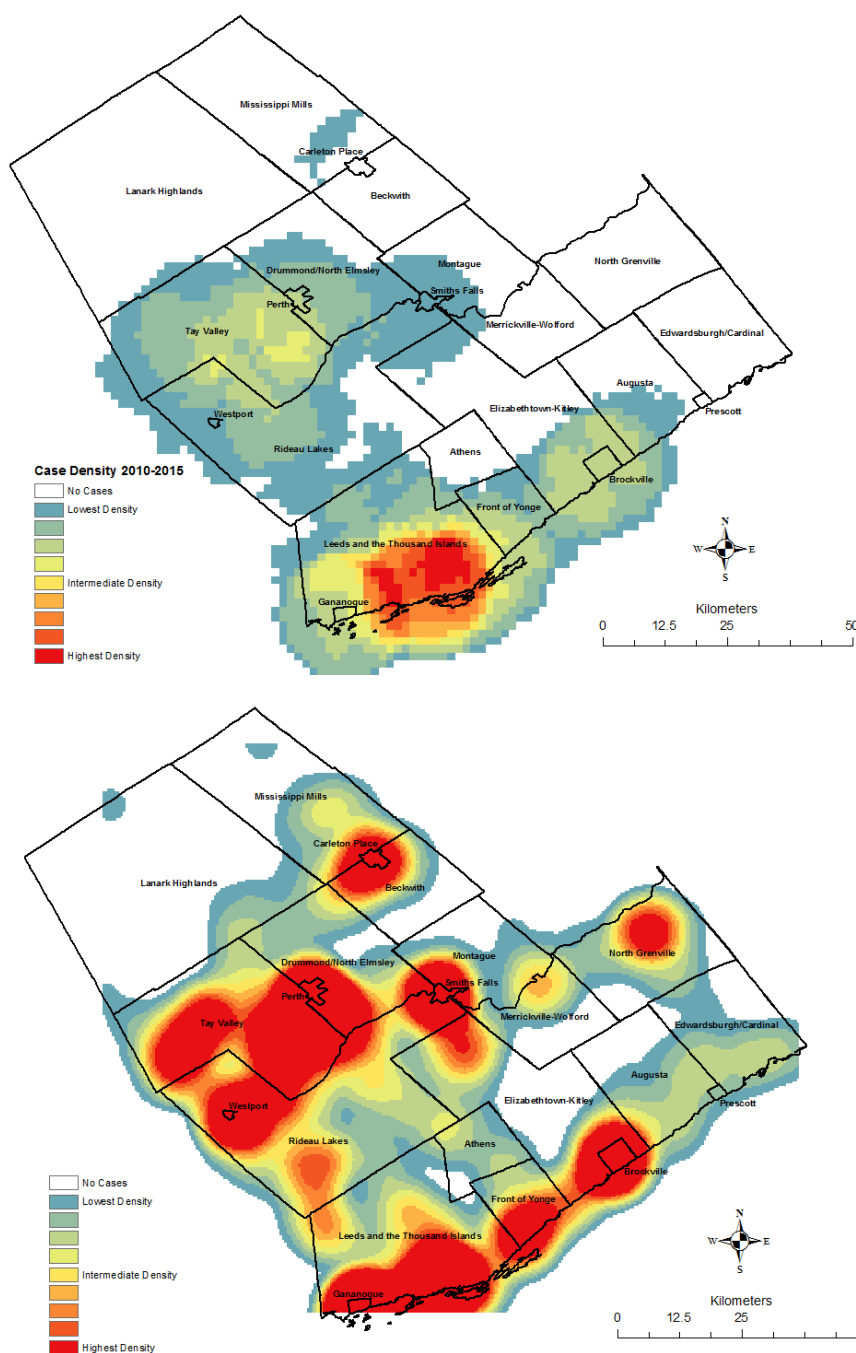 Mississippi Mills
Carleton Place
Lanark Highlands
Beckwith
Drummond/North Elmsley
Montague
North Grenville
Smiths Falls
Perth
Tay Valley
Merrickville-Wolford
Edwardsburgh/Cardinal
Augusta
Westport
Elizabethtown-Kitley
Prescott
Rideau Lakes
Athens
Case Density 2010-2015
Brockville
No Cases
Lowest Density
Front of Yonge
Leeds and the Thousand Islands
N
W E
S
Intermediate Density
Gananoque
Kilometers
0 12.5 25 50
Highest Density
Mississippi Mills
Carleton Place
Lanark Highlands
Beckwith
Drummond/North Elmsley
Montague
North Grenville
Smiths Falls
Perth
Tay Valley
Merrickville-Wolford
Edwardsburgh/Cardinal
Augusta
Westport
Elizabethtown-Kitley
Prescott
Rideau Lakes
Athens
Brockville
No Cases
Lowest Density
Front of Yonge
Leeds and the Thousand Islands
N
W E
S
Intermediate Density
Gananoque
Kilometers
0 12.5 25
Highest Density